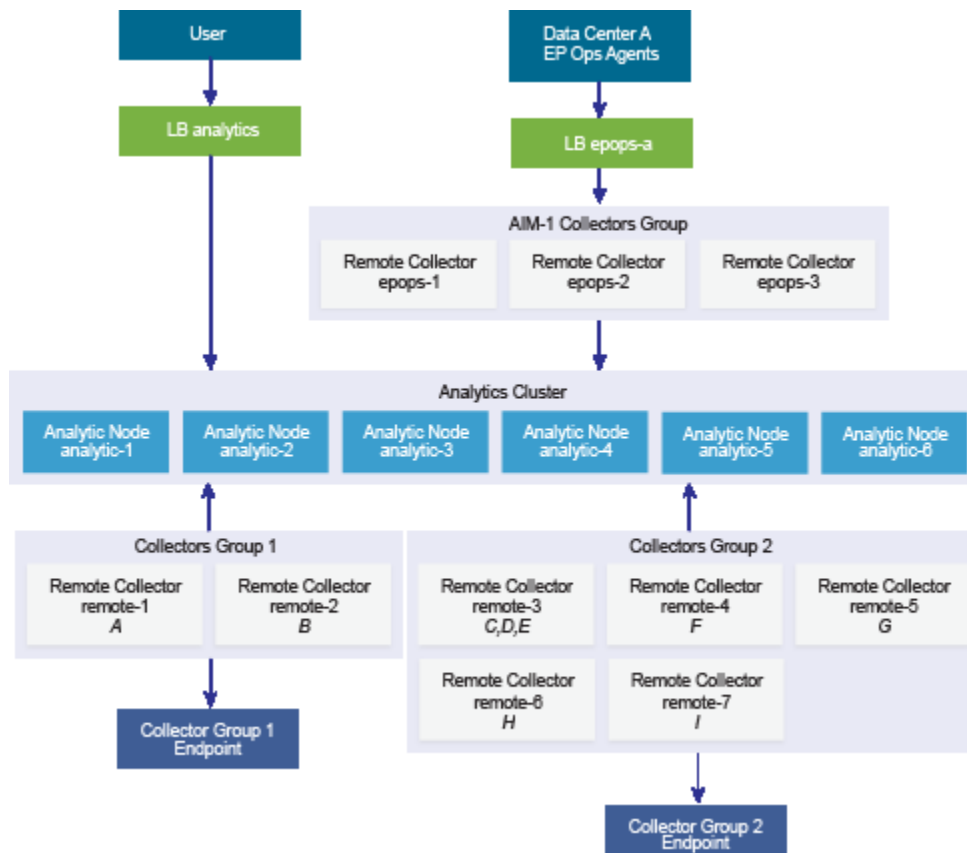 User
Data Center A
EP Ops Agents
LB analytics
LB epops-a
AIM-1 Collectors Group
Remote Collector
epops-1
Remote Collector
epops-2
Remote Collector
epops-3
Analytics Cluster
Analytic Node
analytic-1
Analytic Node
analytic-2
Analytic Node
analytic-3
Analytic Node
analytic-4
Analytic Node
analytic-5
Analytic Node
analytic-6
Collectors Group 1
Remote Collector
remote-1
A
Remote Collector
remote-2
B
Collectors Group 2
Remote Collector
remote-3
C,D,E
Remote Collector
remote-4
F
Remote Collector
remote-5
G
Remote Collector
remote-6
H
Remote Collector
remote-7
I
Collector Group 1
Endpoint
Collector Group 2
Endpoint